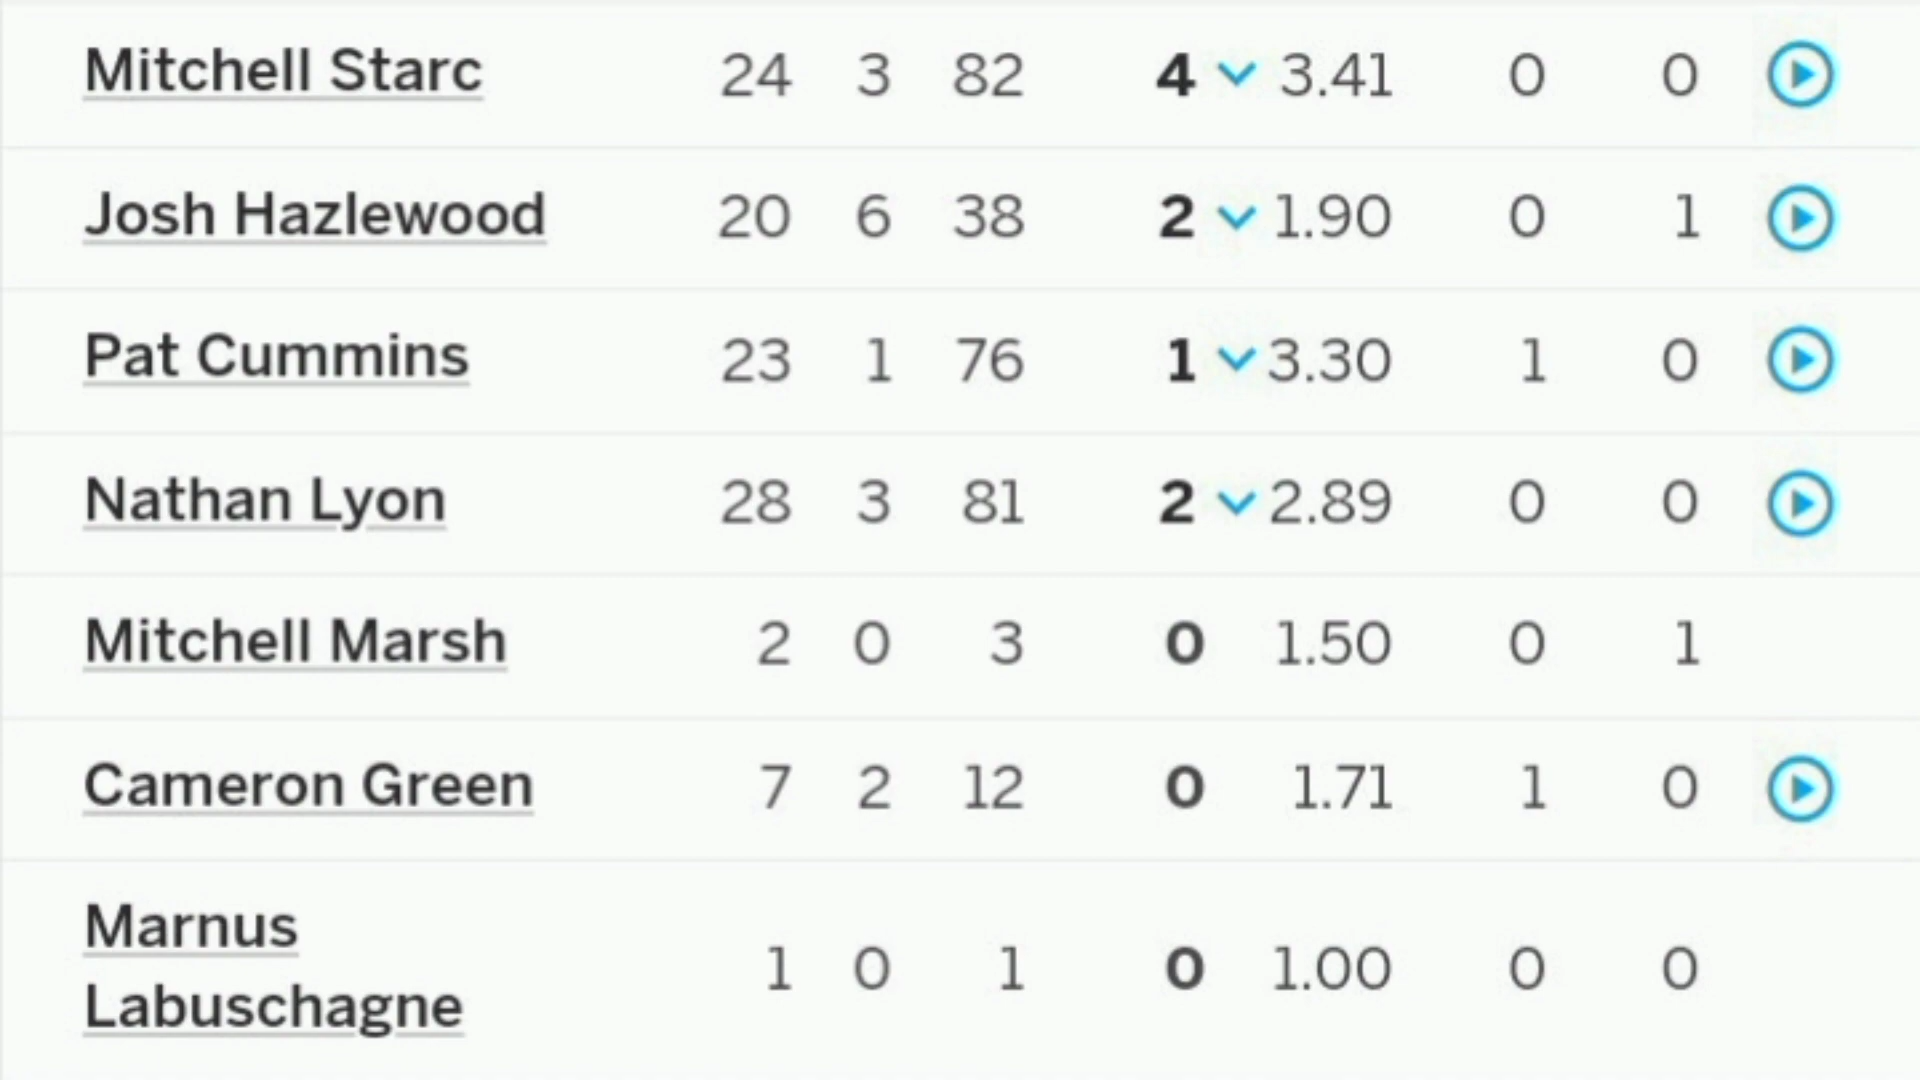 Mitchell Starc 24 3 82 4 3.41 0 0
Josh Hazlewood 20 6 38 2 1.90 0 1
Pat Cummins 23 1 76 1 3.30 1 0
Nathan Lyon 28 3 81 2 2.89 0 0
Mitchell Marsh 2 0 3 0 1.50 0 1
Cameron Green 7 2 12 0 1.71 1 0
Marnus
Labuschagne 1 0 1 0 1.00 0 0